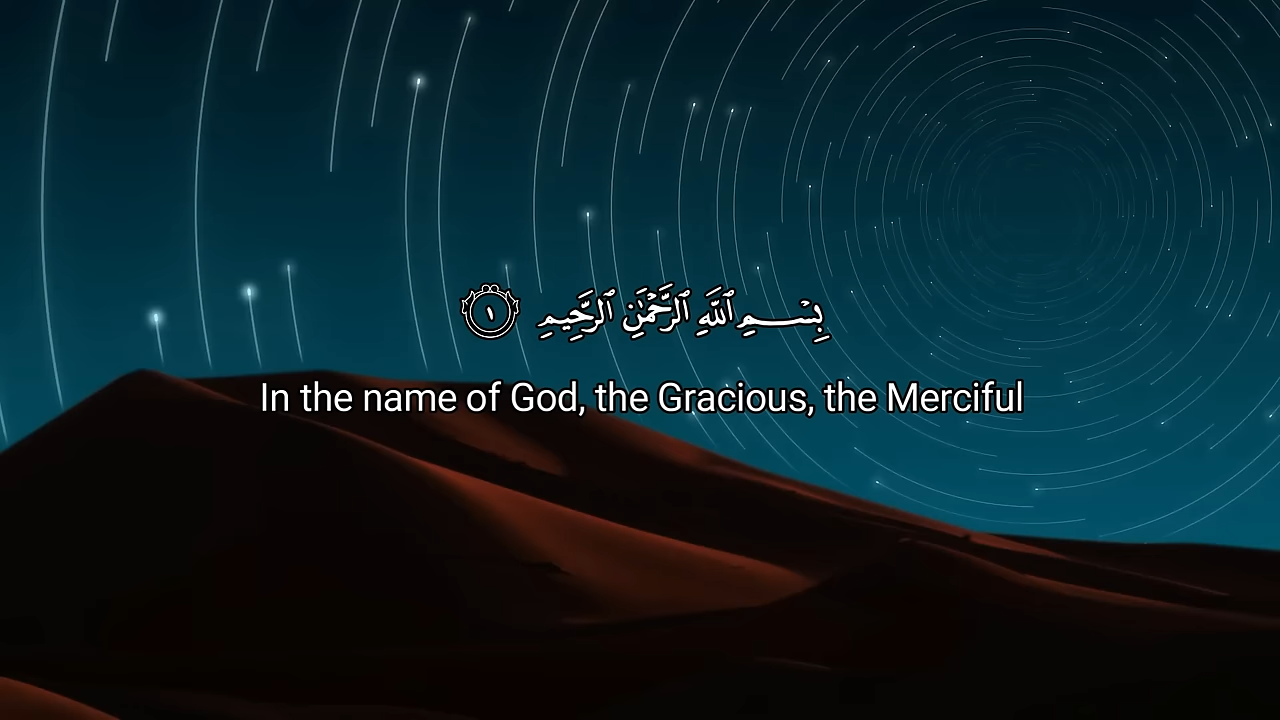 بِسْمِ ٱللَّهِ ٱلرَّحْمَٰنِ ٱلرَّحِيمِ ١
In the name of God, the Gracious, the Merciful